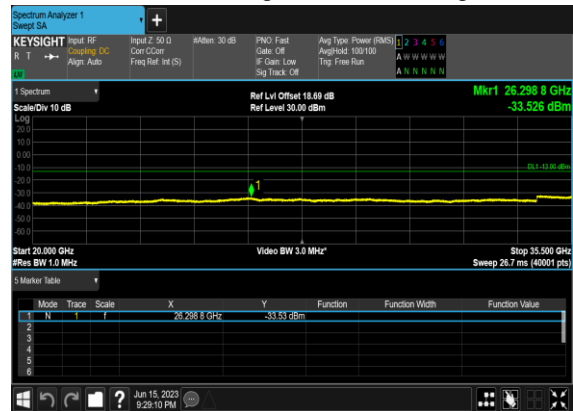 Spectrum Analyzer 1
Swept SA
KEYSIGHT
R T
LW
Input: RF
Coupling: DC
Align: Auto
Input Z: 50 Ω
Corr CCorr
Freq Ref: Int (S)
#Atten: 30 dB
PNO: Fast
Gate: Off
IF Gain: Low
Sig Track: Off
Avg Type: Power (RMS)
Avg|Hold: 100/100
Trig: Free Run
1 2 3 4 5 6
A W W W W W
A N N N N N
1 Spectrum
Scale/Div 10 dB
Log
Ref Lvl Offset 18.69 dB
Ref Level 30.00 dBm
Mkr1 26.298 8 GHz
-33.526 dBm
20.0
10.0
0.00
-10.0
-20.0
-30.0
-40.0
-50.0
-60.0
DL1 -13.00 dBm
1
Start 20.000 GHz
#Res BW 1.0 MHz
Video BW 3.0 MHz*
Stop 35.500 GHz
Sweep 26.7 ms (40001 pts)
5 Marker Table
Mode Trace Scale X Y Function Function Width Function Value
1 N 1 f 26.298 8 GHz -33.53 dBm
2
3
4
5
6
Jun 15, 2023
9:29:10 PM